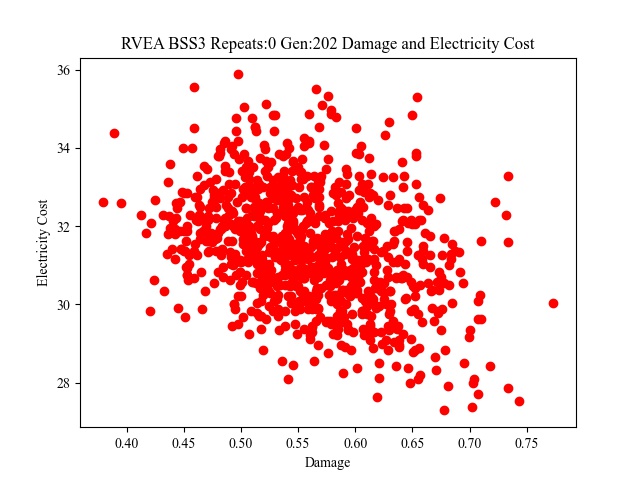 RVEA BSS3 Repeats:0 Gen:202 Damage and Electricity Cost
36
34
32
30
28
Electricity Cost
0.40 0.45 0.50 0.55 0.60 0.65 0.70 0.75
Damage